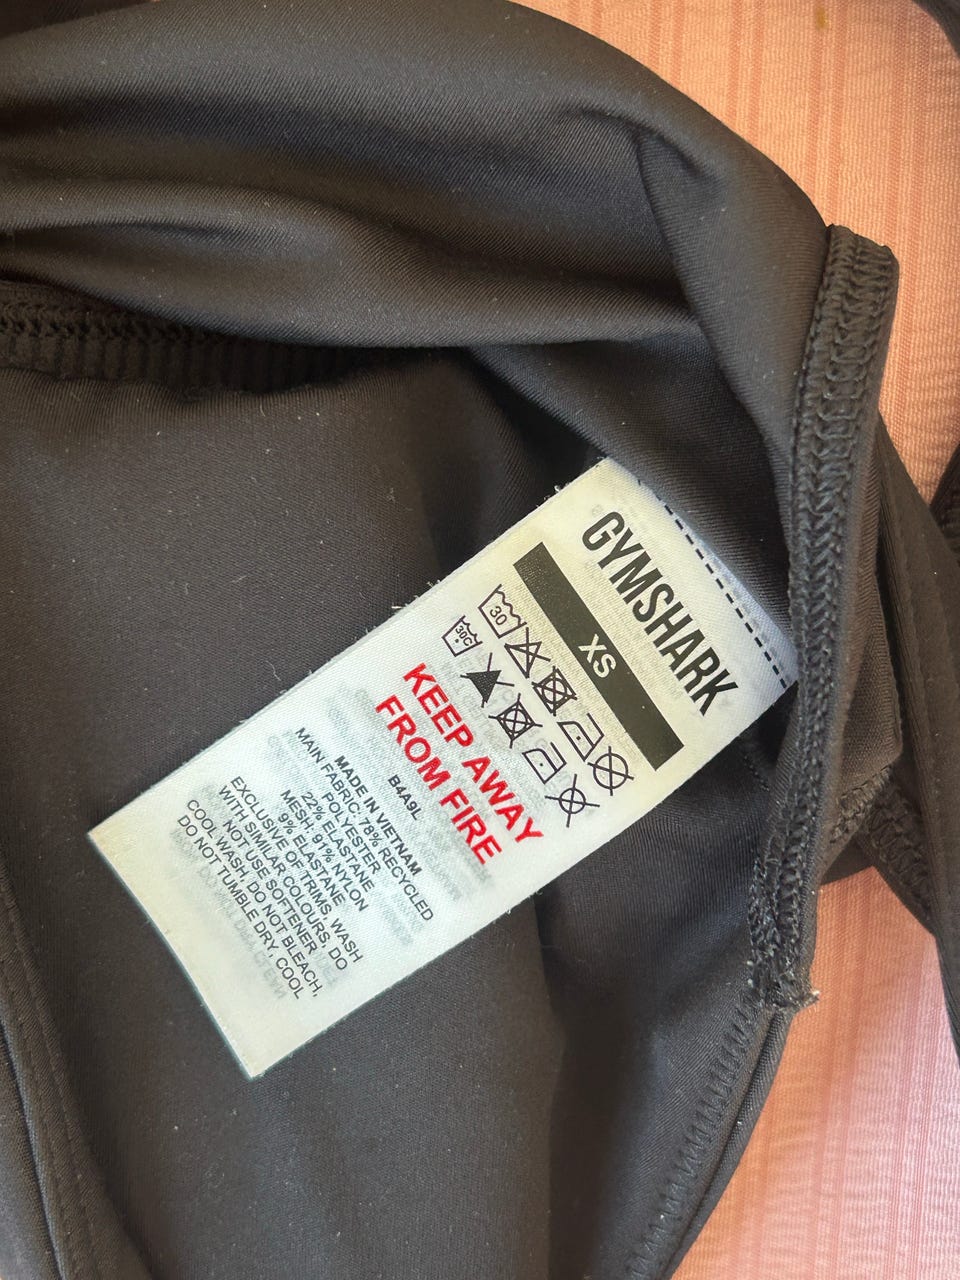 GYMSHARK
XS
30
30C
KEEP AWAY
FROM FIRE
B4A9L
MADE IN VIETNAM
MAIN FABRIC: 78% RECYCLED
POLYESTER
22% ELASTANE
MESH: 91% NYLON
9% ELASTANE
EXCLUSIVE OF TRIMS, WASH
WITH SIMILAR COLOURS, DO
NOT USE SOFTENER
COOL WASH, DO NOT BLEACH,
DO NOT TUMBLE DRY, COOL